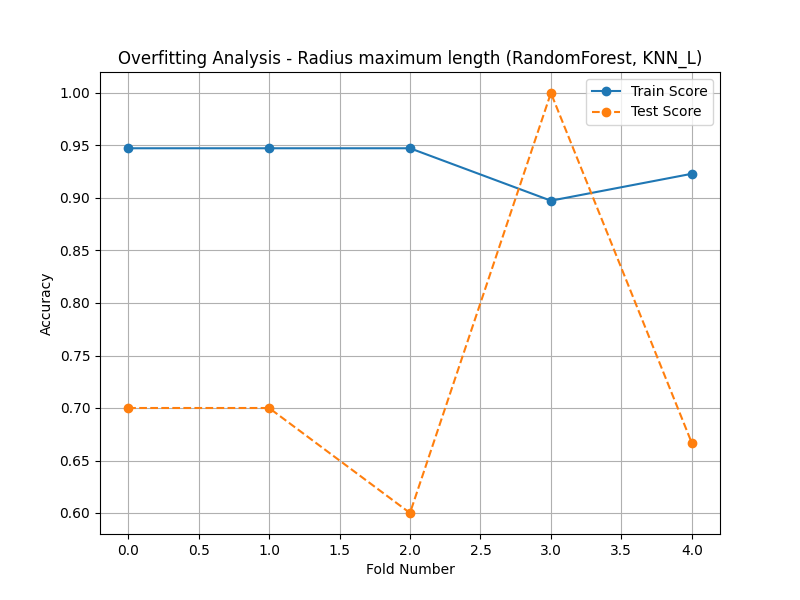 Overfitting Analysis - Radius maximum length (RandomForest, KNN_L)
Train Score
Test Score
1.00
0.95
0.90
0.85
0.80
0.75
0.70
0.65
0.60
Accuracy
0.0 0.5 1.0 1.5 2.0 2.5 3.0 3.5 4.0
Fold Number